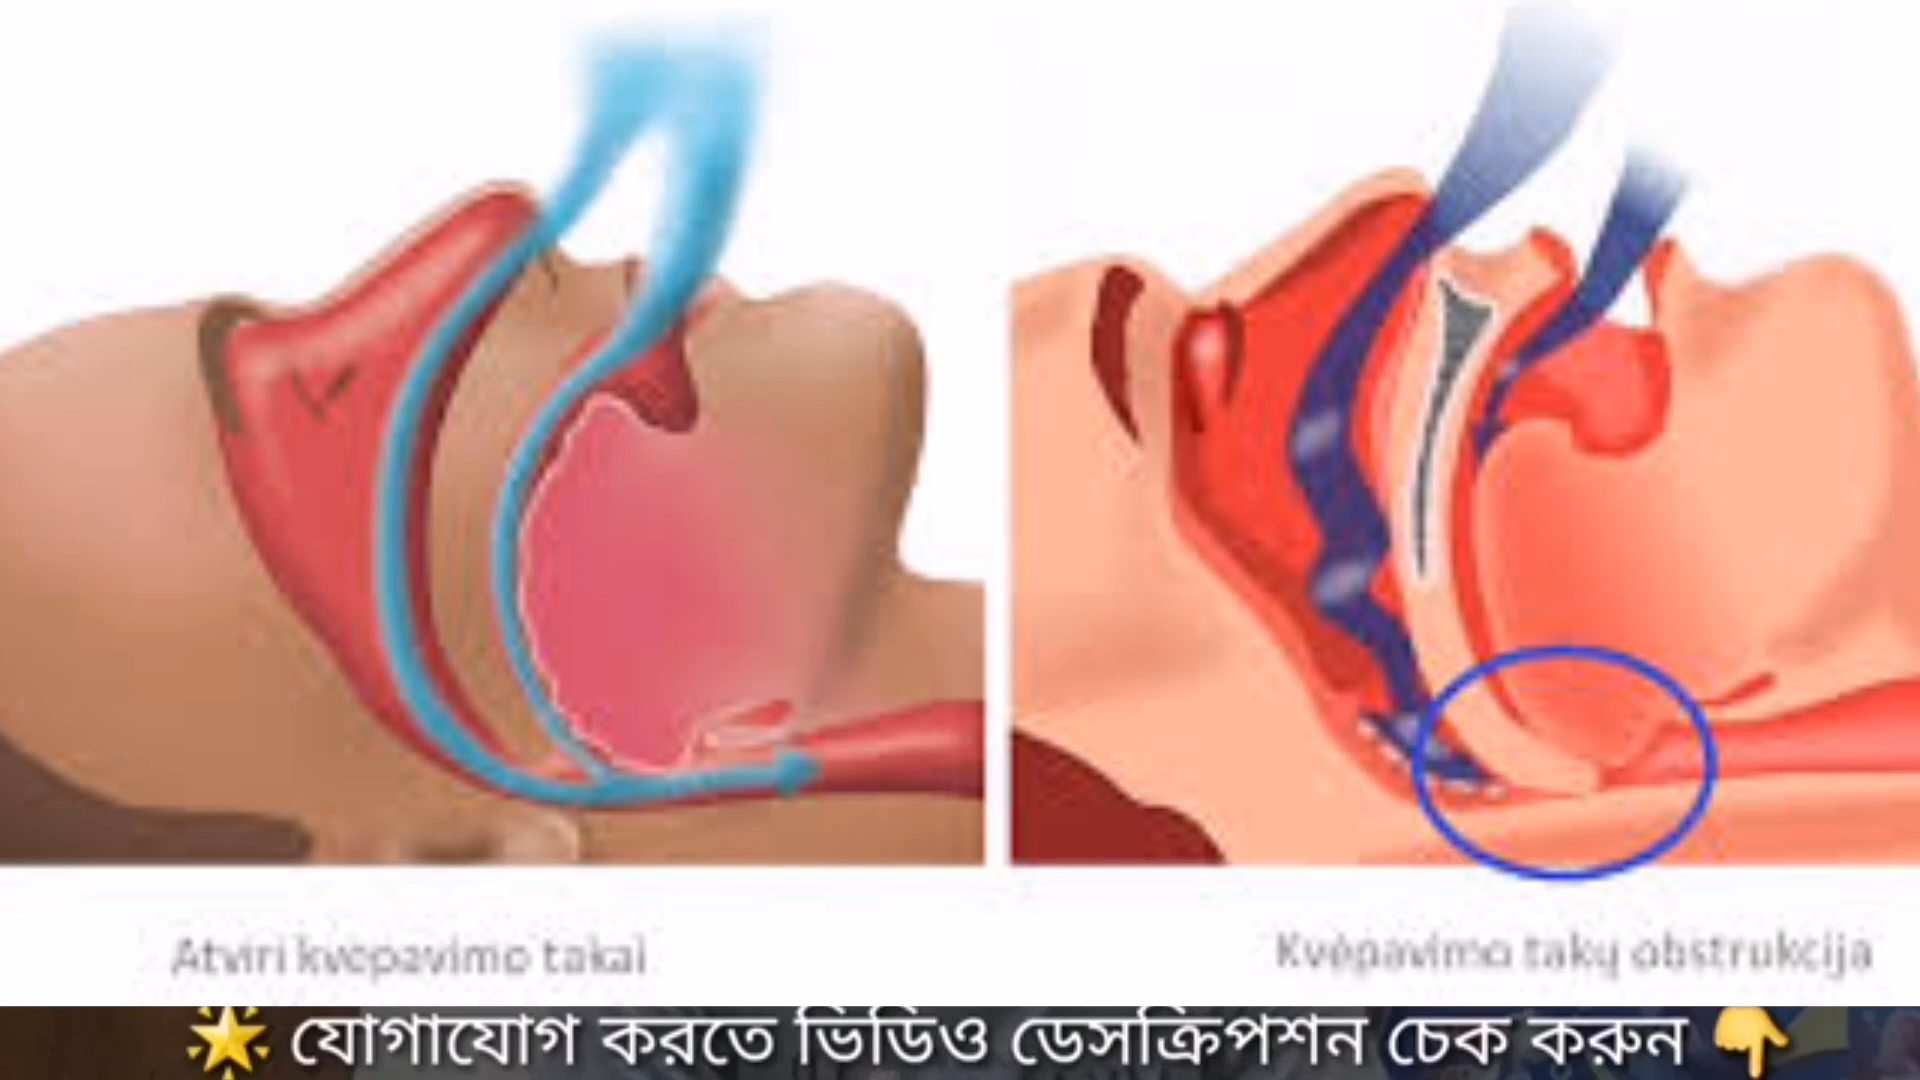 Atviri kvėpavimo takai
Kvėpavimo takų obstrukcija
🌟 যোগাযোগ করতে ভিডিও ডেসক্রিপশন চেক করুন 👇